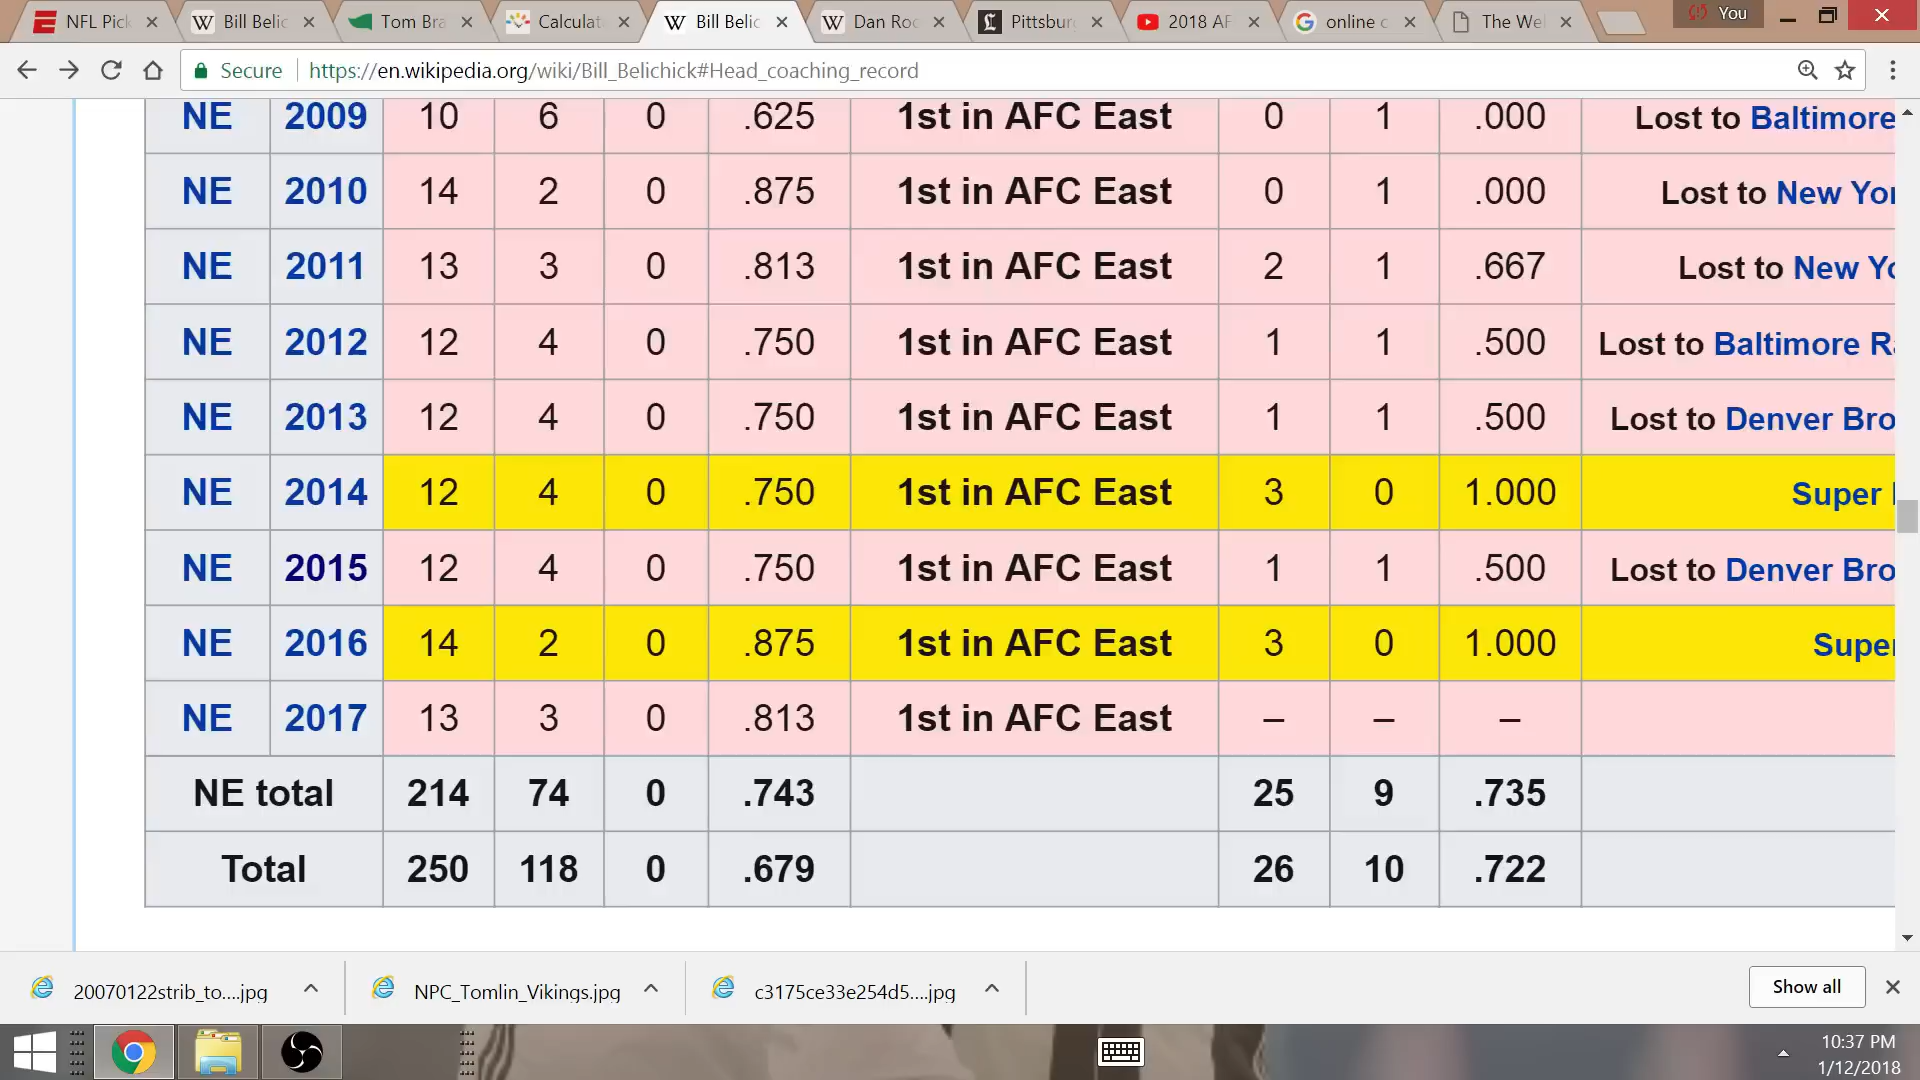 NFL Pick
Bill Belic
Tom Bra
Calculat
Bill Belic
Dan Roo
Pittsburg
2018 AF
online c
The Wel
You
Secure https://en.wikipedia.org/wiki/Bill_Belichick#Head_coaching_record
NE 2009 10 6 0 .625 1st in AFC East 0 1 .000 Lost to Baltimore
NE 2010 14 2 0 .875 1st in AFC East 0 1 .000 Lost to New Yor
NE 2011 13 3 0 .813 1st in AFC East 2 1 .667 Lost to New Yo
NE 2012 12 4 0 .750 1st in AFC East 1 1 .500 Lost to Baltimore Ra
NE 2013 12 4 0 .750 1st in AFC East 1 1 .500 Lost to Denver Bro
NE 2014 12 4 0 .750 1st in AFC East 3 0 1.000 Super
NE 2015 12 4 0 .750 1st in AFC East 1 1 .500 Lost to Denver Bro
NE 2016 14 2 0 .875 1st in AFC East 3 0 1.000 Super
NE 2017 13 3 0 .813 1st in AFC East – – –
NE total 214 74 0 .743 25 9 .735
Total 250 118 0 .679 26 10 .722
20070122strib_to....jpg
NPC_Tomlin_Vikings.jpg
c3175ce33e254d5....jpg
Show all
10:37 PM
1/12/2018